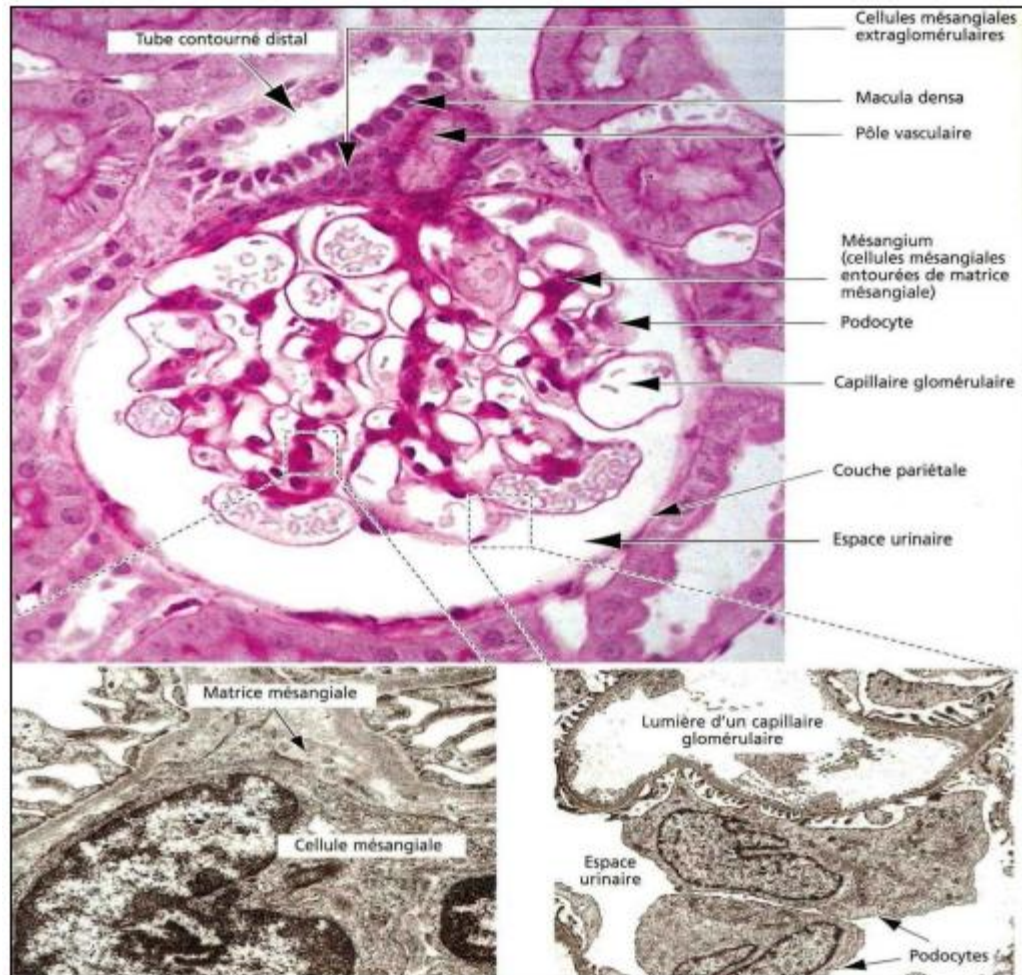 Tube contourné distal
Cellules mésangiales
extraglomérulaires
Macula densa
Pôle vasculaire
Mésangium
(cellules mésangiales
entourées de matrice
mésangiale)
Podocyte
Capillaire glomérulaire
Couche pariétale
Espace urinaire
Matrice mésangiale
Cellule mésangiale
Lumière d'un capillaire
glomérulaire
Espace
urinaire
Podocytes